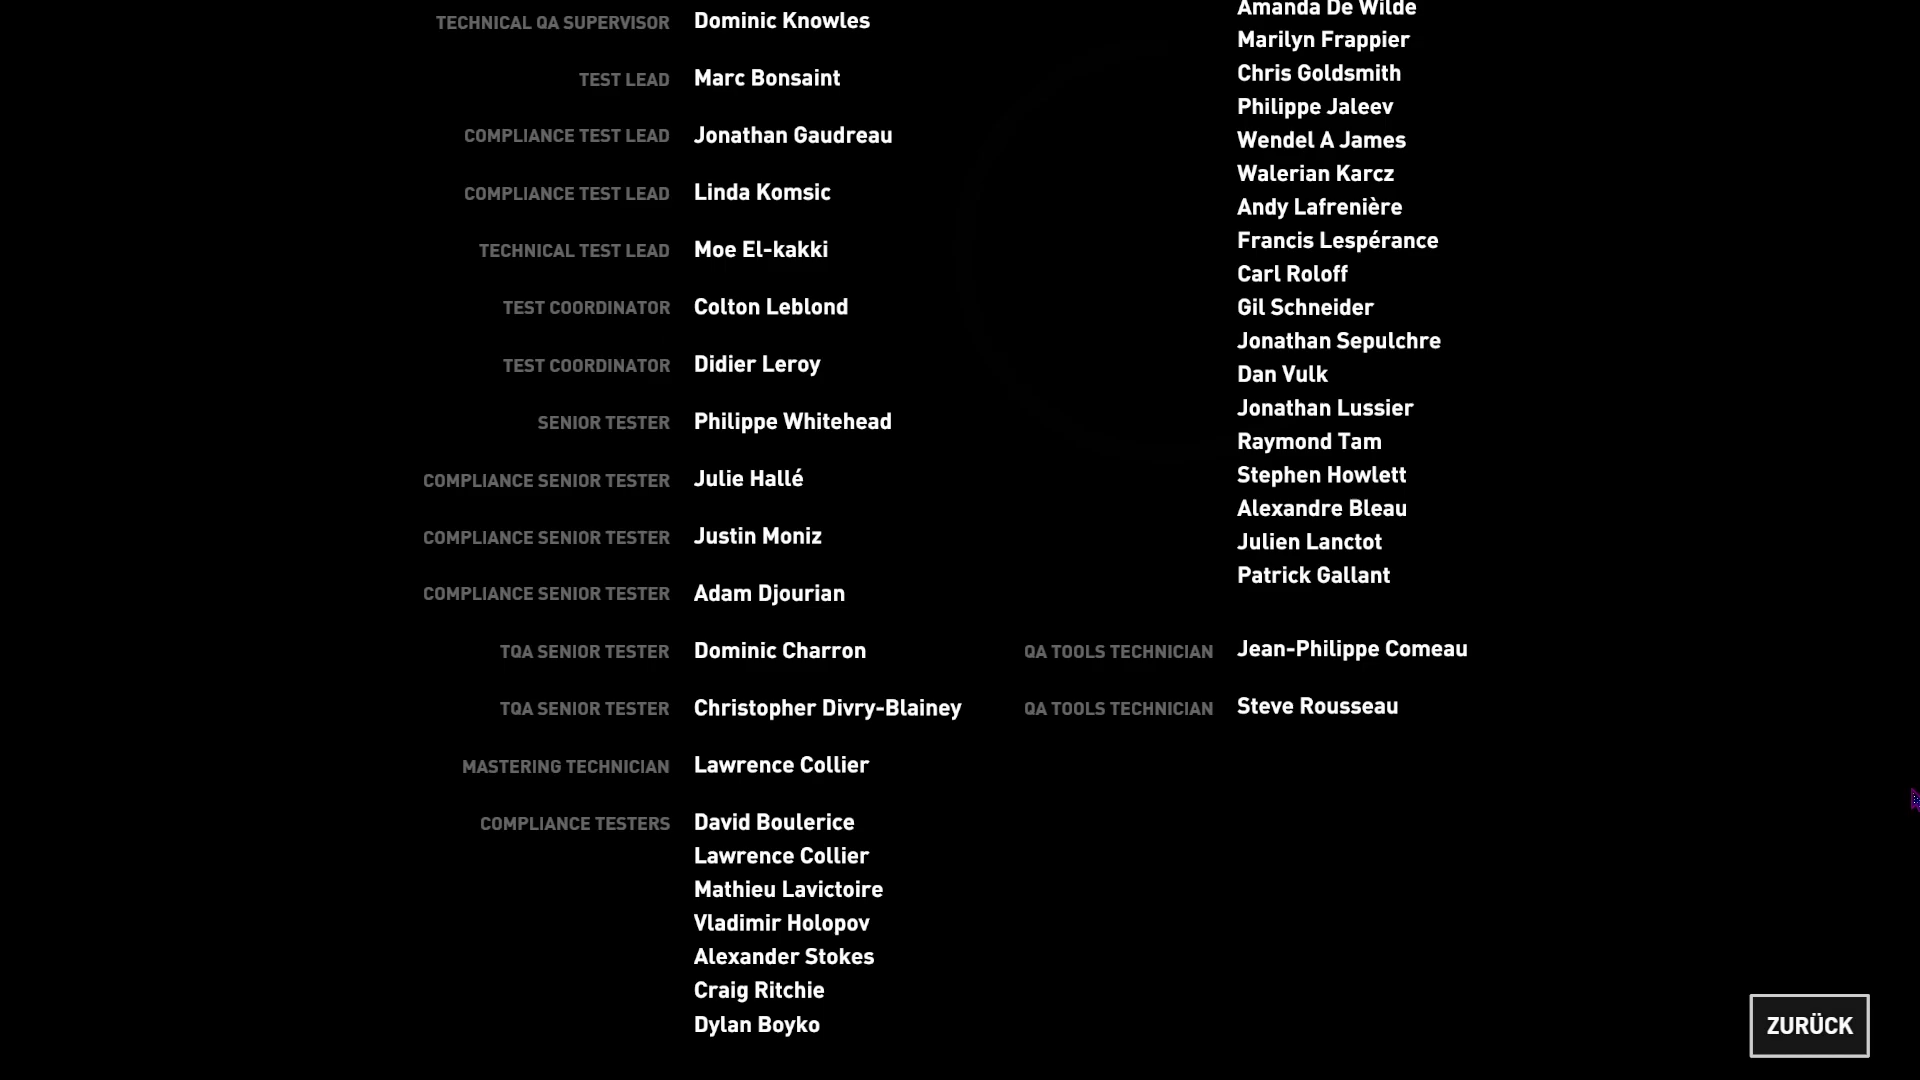 TECHNICAL QA SUPERVISOR Dominic Knowles
TEST LEAD Marc Bonsaint
COMPLIANCE TEST LEAD Jonathan Gaudreau
COMPLIANCE TEST LEAD Linda Komsic
TECHNICAL TEST LEAD Moe El-kakki
TEST COORDINATOR Colton Leblond
TEST COORDINATOR Didier Leroy
SENIOR TESTER Philippe Whitehead
COMPLIANCE SENIOR TESTER Julie Hallé
COMPLIANCE SENIOR TESTER Justin Moniz
COMPLIANCE SENIOR TESTER Adam Djourian
TQA SENIOR TESTER Dominic Charron
TQA SENIOR TESTER Christopher Divry-Blainey
MASTERING TECHNICIAN Lawrence Collier
COMPLIANCE TESTERS David Boulerice
Lawrence Collier
Mathieu Lavictoire
Vladimir Holopov
Alexander Stokes
Craig Ritchie
Dylan Boyko
Amanda De Wilde
Marilyn Frappier
Chris Goldsmith
Philippe Jaleev
Wendel A James
Walerian Karcz
Andy Lafrenière
Francis Lespérance
Carl Roloff
Gil Schneider
Jonathan Sepulchre
Dan Vulk
Jonathan Lussier
Raymond Tam
Stephen Howlett
Alexandre Bleau
Julien Lanctot
Patrick Gallant
QA TOOLS TECHNICIAN Jean-Philippe Comeau
QA TOOLS TECHNICIAN Steve Rousseau
ZURÜCK